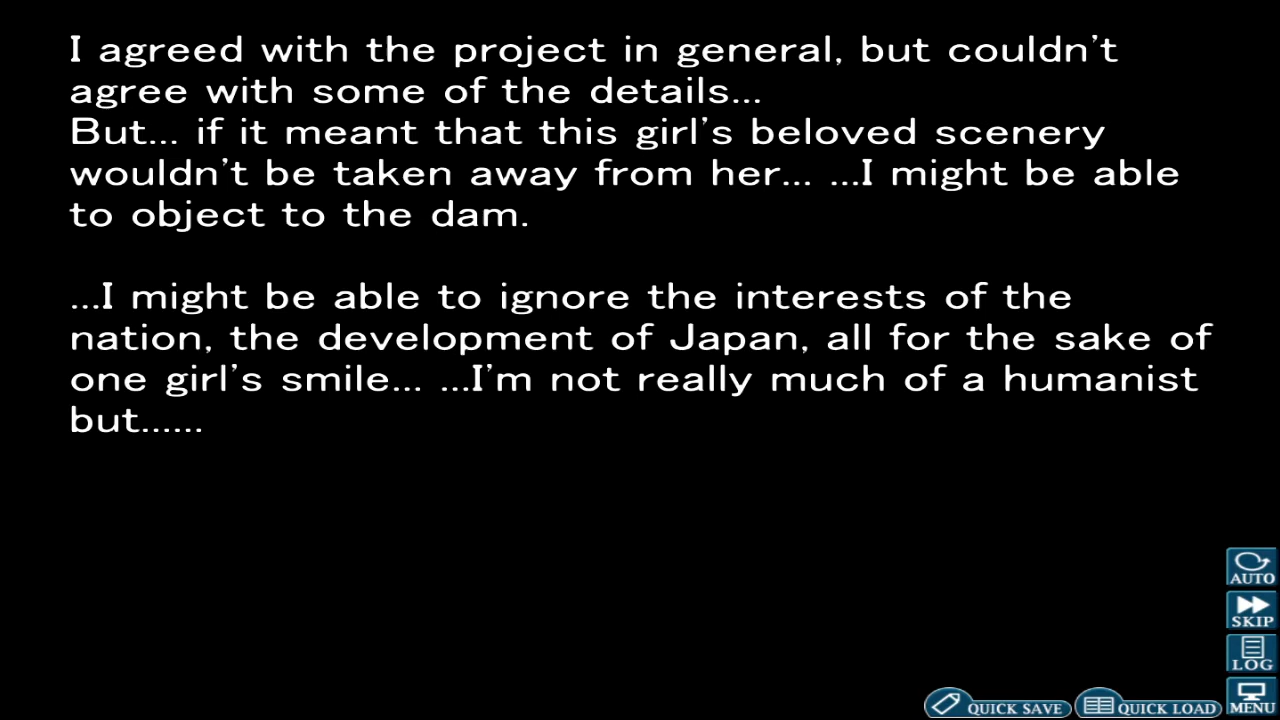 I agreed with the project in general, but couldn't
agree with some of the details...
But... if it meant that this girl's beloved scenery
wouldn't be taken away from her... ...I might be able
to object to the dam.
...I might be able to ignore the interests of the
nation, the development of Japan, all for the sake of
one girl's smile... ...I'm not really much of a humanist
but......
AUTO
SKIP
LOG
QUICK SAVE
QUICK LOAD
MENU